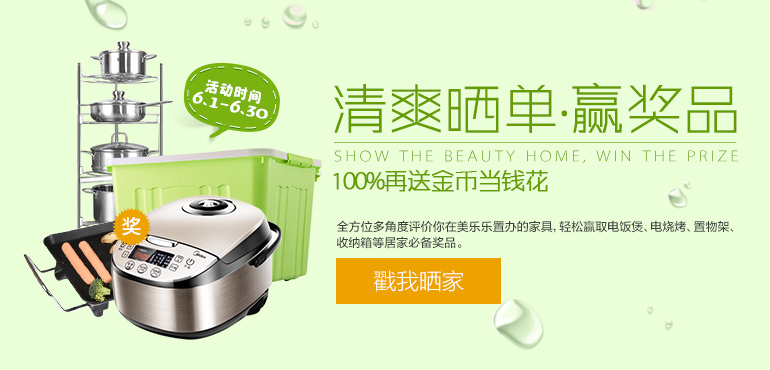 活动时间
6.1-6.30
清爽晒单·赢奖品
SHOW THE BEAUTY HOME, WIN THE PRIZE
100%再送金币当钱花
全方位多角度评价你在美乐乐置办的家具，轻松赢取电饭煲、电烧烤、置物架、
收纳箱等居家必备奖品。
戳我晒家
奖
Midea